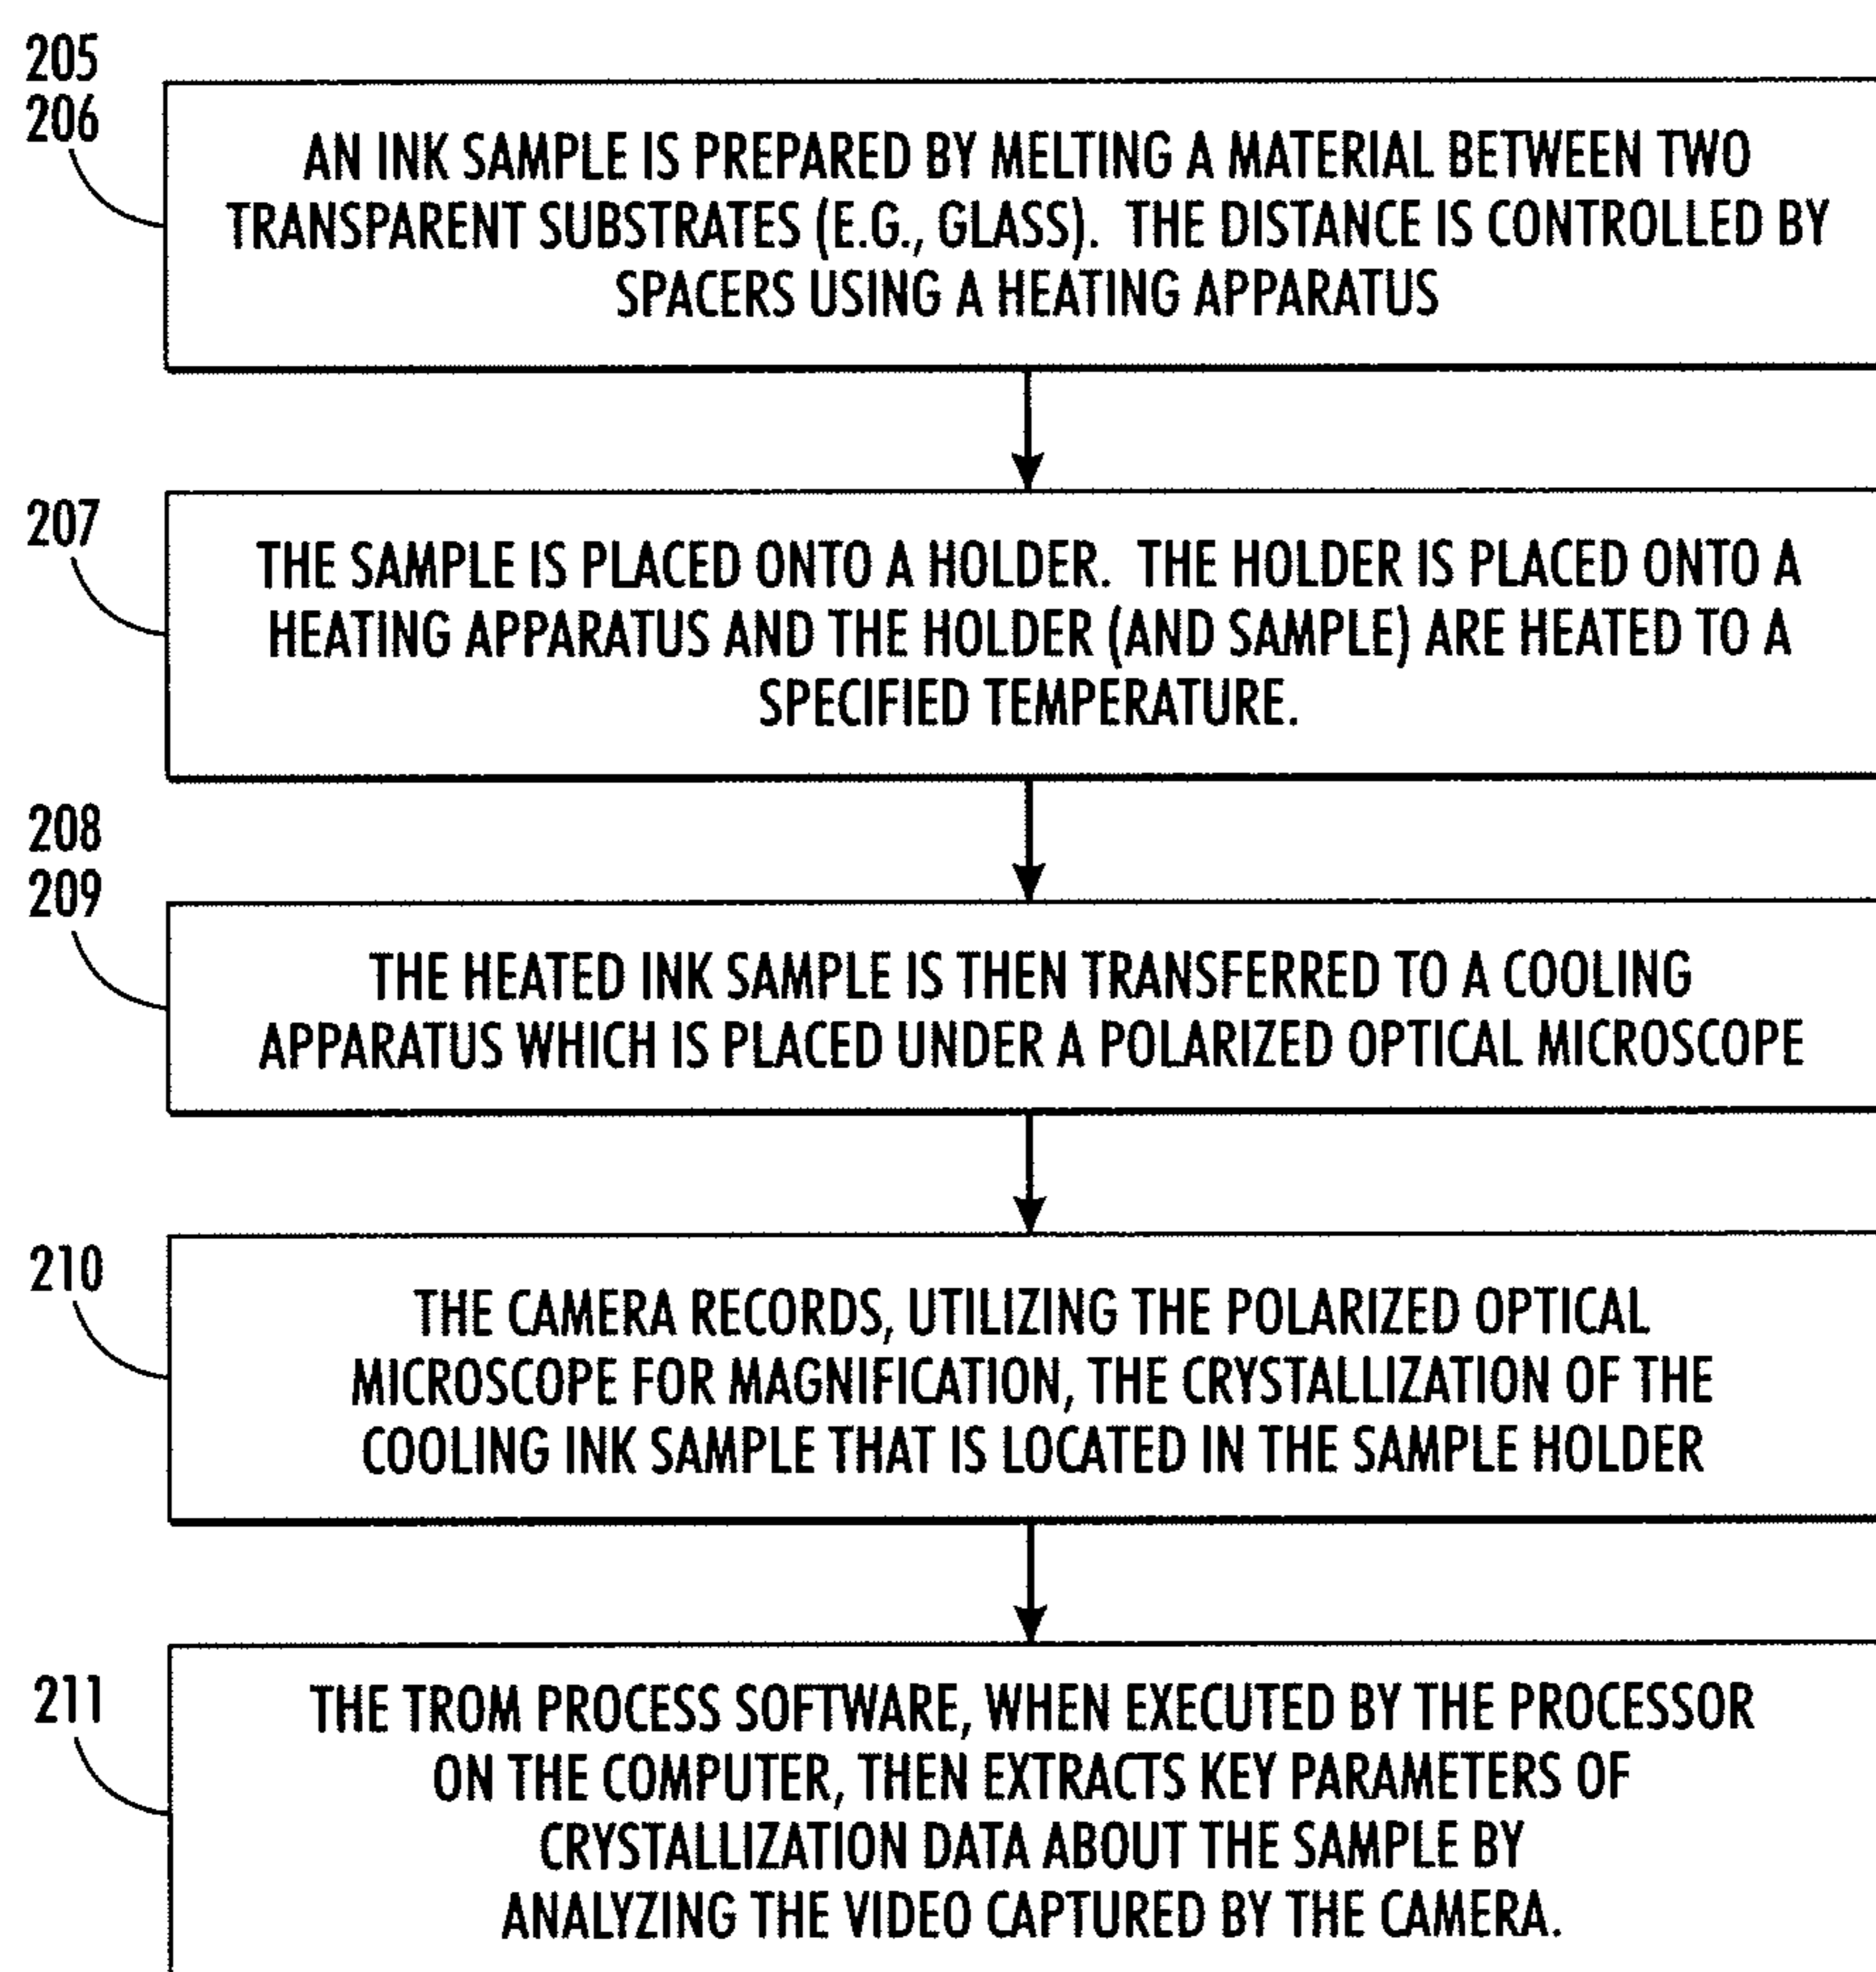 205
206
AN INK SAMPLE IS PREPARED BY MELTING A MATERIAL BETWEEN TWO
TRANSPARENT SUBSTRATES (E.G., GLASS). THE DISTANCE IS CONTROLLED BY
SPACERS USING A HEATING APPARATUS
207
THE SAMPLE IS PLACED ONTO A HOLDER. THE HOLDER IS PLACED ONTO A
HEATING APPARATUS AND THE HOLDER (AND SAMPLE) ARE HEATED TO A
SPECIFIED TEMPERATURE.
208
209
THE HEATED INK SAMPLE IS THEN TRANSFERRED TO A COOLING
APPARATUS WHICH IS PLACED UNDER A POLARIZED OPTICAL MICROSCOPE
210
THE CAMERA RECORDS, UTILIZING THE POLARIZED OPTICAL
MICROSCOPE FOR MAGNIFICATION, THE CRYSTALLIZATION OF THE
COOLING INK SAMPLE THAT IS LOCATED IN THE SAMPLE HOLDER
211
THE TROM PROCESS SOFTWARE, WHEN EXECUTED BY THE PROCESSOR
ON THE COMPUTER, THEN EXTRACTS KEY PARAMETERS OF
CRYSTALLIZATION DATA ABOUT THE SAMPLE BY
ANALYZING THE VIDEO CAPTURED BY THE CAMERA.